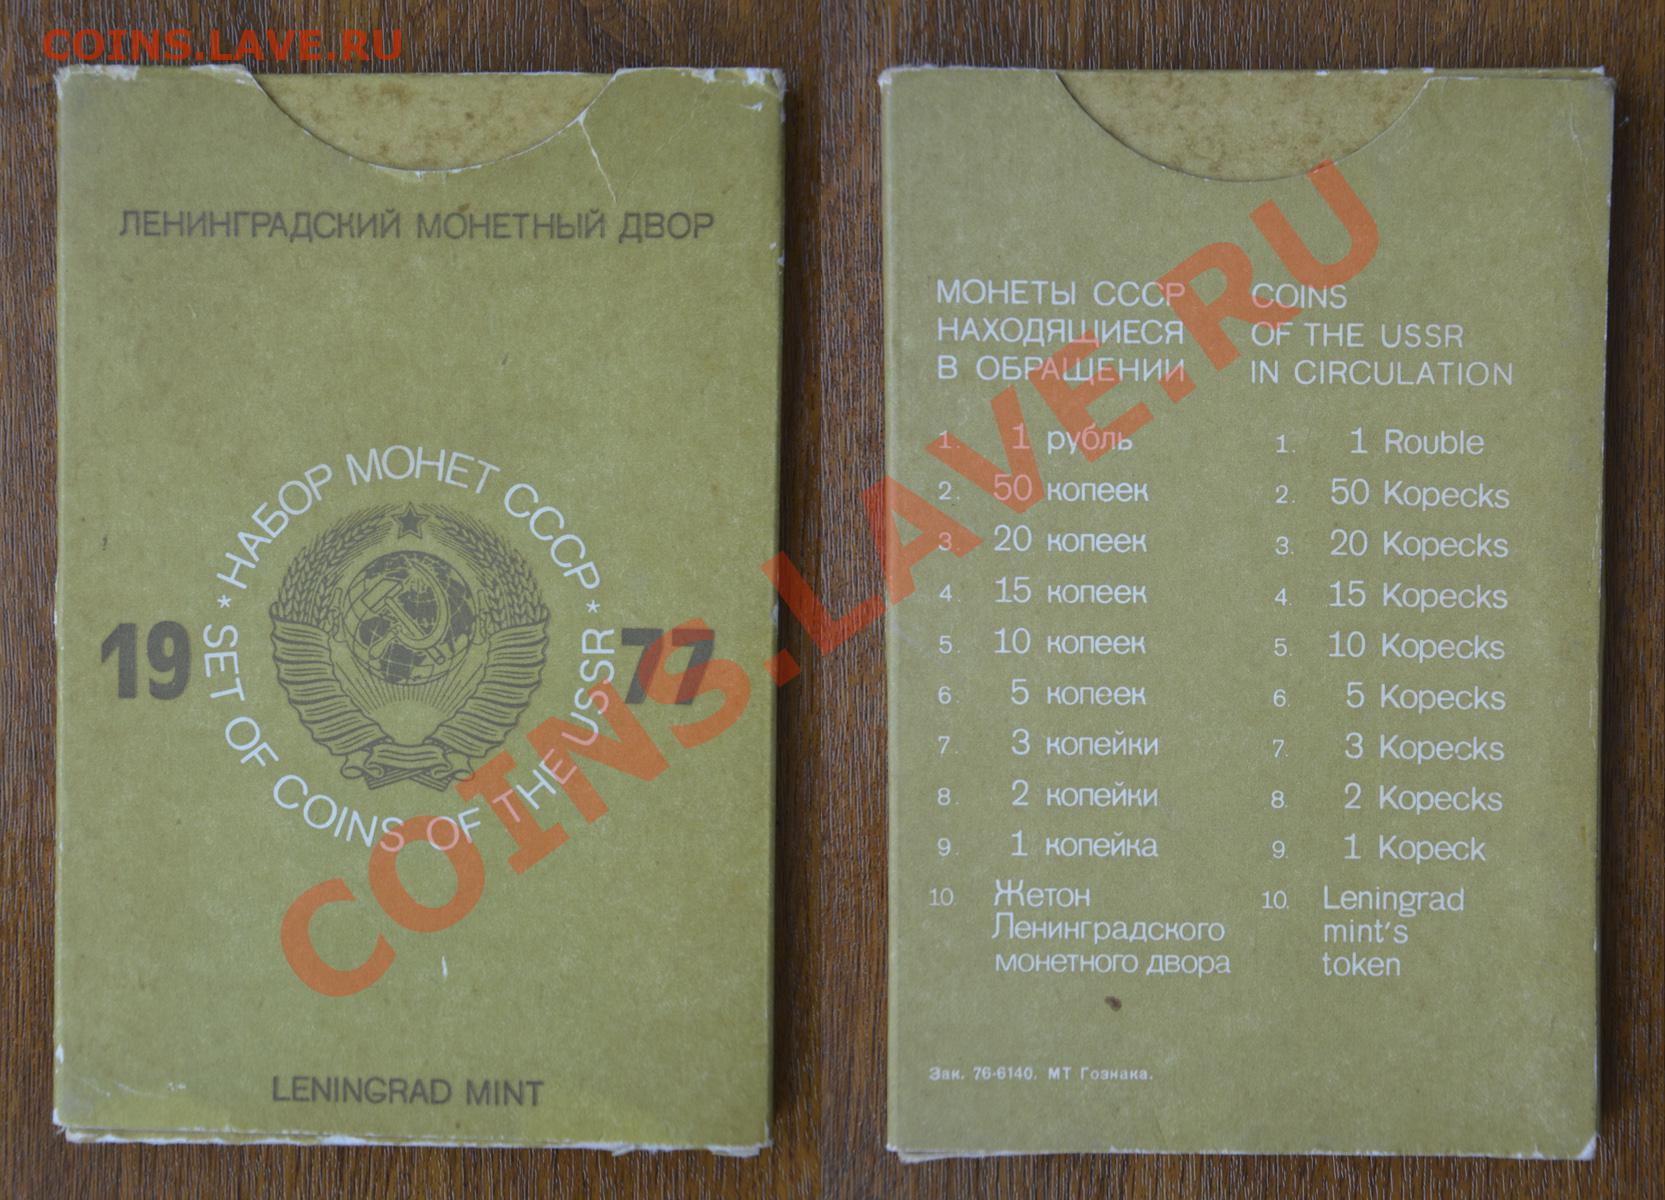 COINS.LAVE.RU
ЛЕНИНГРАДСКИЙ МОНЕТНЫЙ ДВОР
* НАБОР МОНЕТ СССР *
SET OF COINS OF THE USSR
1977
LENINGRAD MINT
МОНЕТЫ СССР
НАХОДЯЩИЕСЯ
В ОБРАЩЕНИИ
1. 1 рубль
2. 50 копеек
3. 20 копеек
4. 15 копеек
5. 10 копеек
6. 5 копеек
7. 3 копейки
8. 2 копейки
9. 1 копейка
10. Жетон
Ленинградского
монетного двора
COINS
OF THE USSR
IN CIRCULATION
1. 1 Rouble
2. 50 Kopecks
3. 20 Kopecks
4. 15 Kopecks
5. 10 Kopecks
6. 5 Kopecks
7. 3 Kopecks
8. 2 Kopecks
9. 1 Kopeck
10. Leningrad
mint's
token
Зак. 76-6140. МТ Гознака.
COINS.LAVE.RU